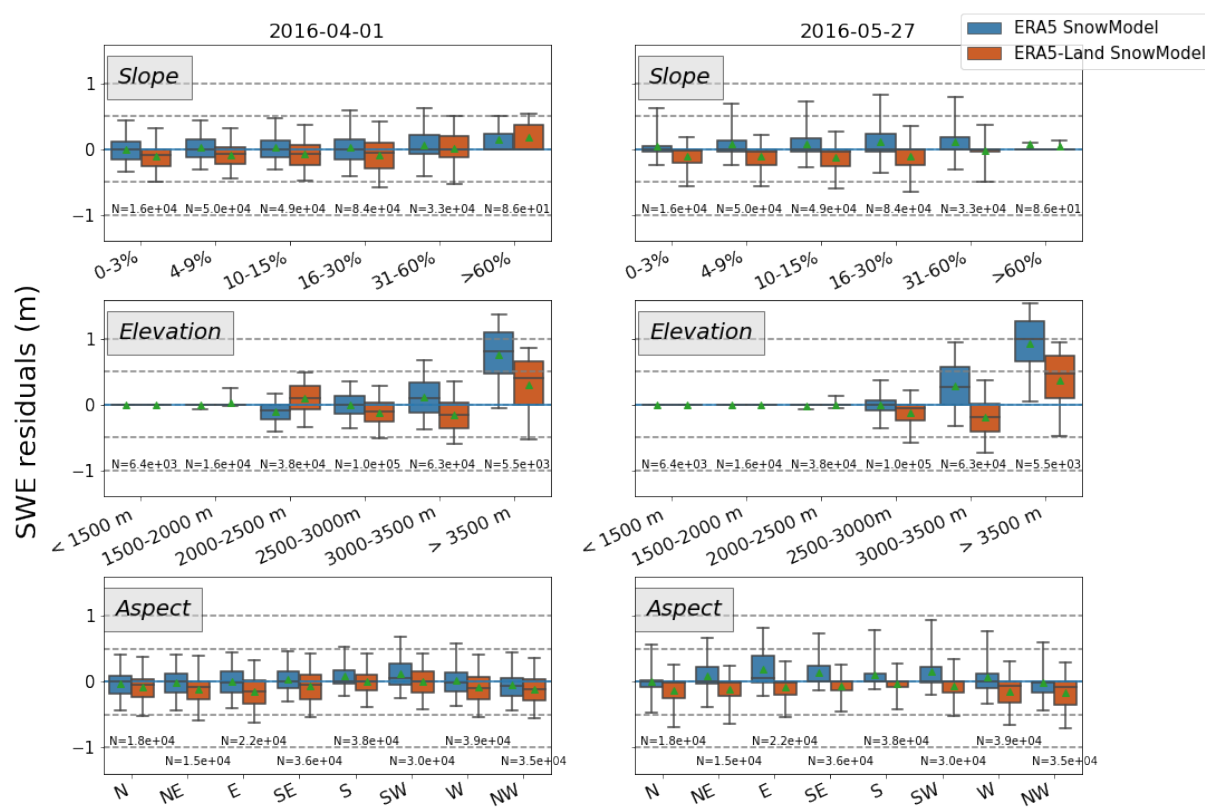 2016-04-01
2016-05-27
ERA5 SnowModel
ERA5-Land SnowModel
SWE residuals (m)
Slope
1
0
−1
N=1.6e+04 N=5.0e+04 N=4.9e+04 N=8.4e+04 N=3.3e+04 N=8.6e+01
0-3% 4-9% 10-15% 16-30% 31-60% >60%
Slope
N=1.6e+04 N=5.0e+04 N=4.9e+04 N=8.4e+04 N=3.3e+04 N=8.6e+01
0-3% 4-9% 10-15% 16-30% 31-60% >60%
Elevation
1
0
−1
N=6.4e+03 N=1.6e+04 N=3.8e+04 N=1.0e+05 N=6.3e+04 N=5.5e+03
< 1500 m 1500-2000 m 2000-2500 m 2500-3000m 3000-3500 m > 3500 m
Elevation
N=6.4e+03 N=1.6e+04 N=3.8e+04 N=1.0e+05 N=6.3e+04 N=5.5e+03
< 1500 m 1500-2000 m 2000-2500 m 2500-3000m 3000-3500 m > 3500 m
Aspect
1
0
−1
N=1.8e+04 N=2.2e+04 N=3.8e+04 N=3.9e+04
N=1.5e+04 N=3.6e+04 N=3.0e+04 N=3.5e+04
N NE E SE S SW W NW
Aspect
N=1.8e+04 N=2.2e+04 N=3.8e+04 N=3.9e+04
N=1.5e+04 N=3.6e+04 N=3.0e+04 N=3.5e+04
N NE E SE S SW W NW